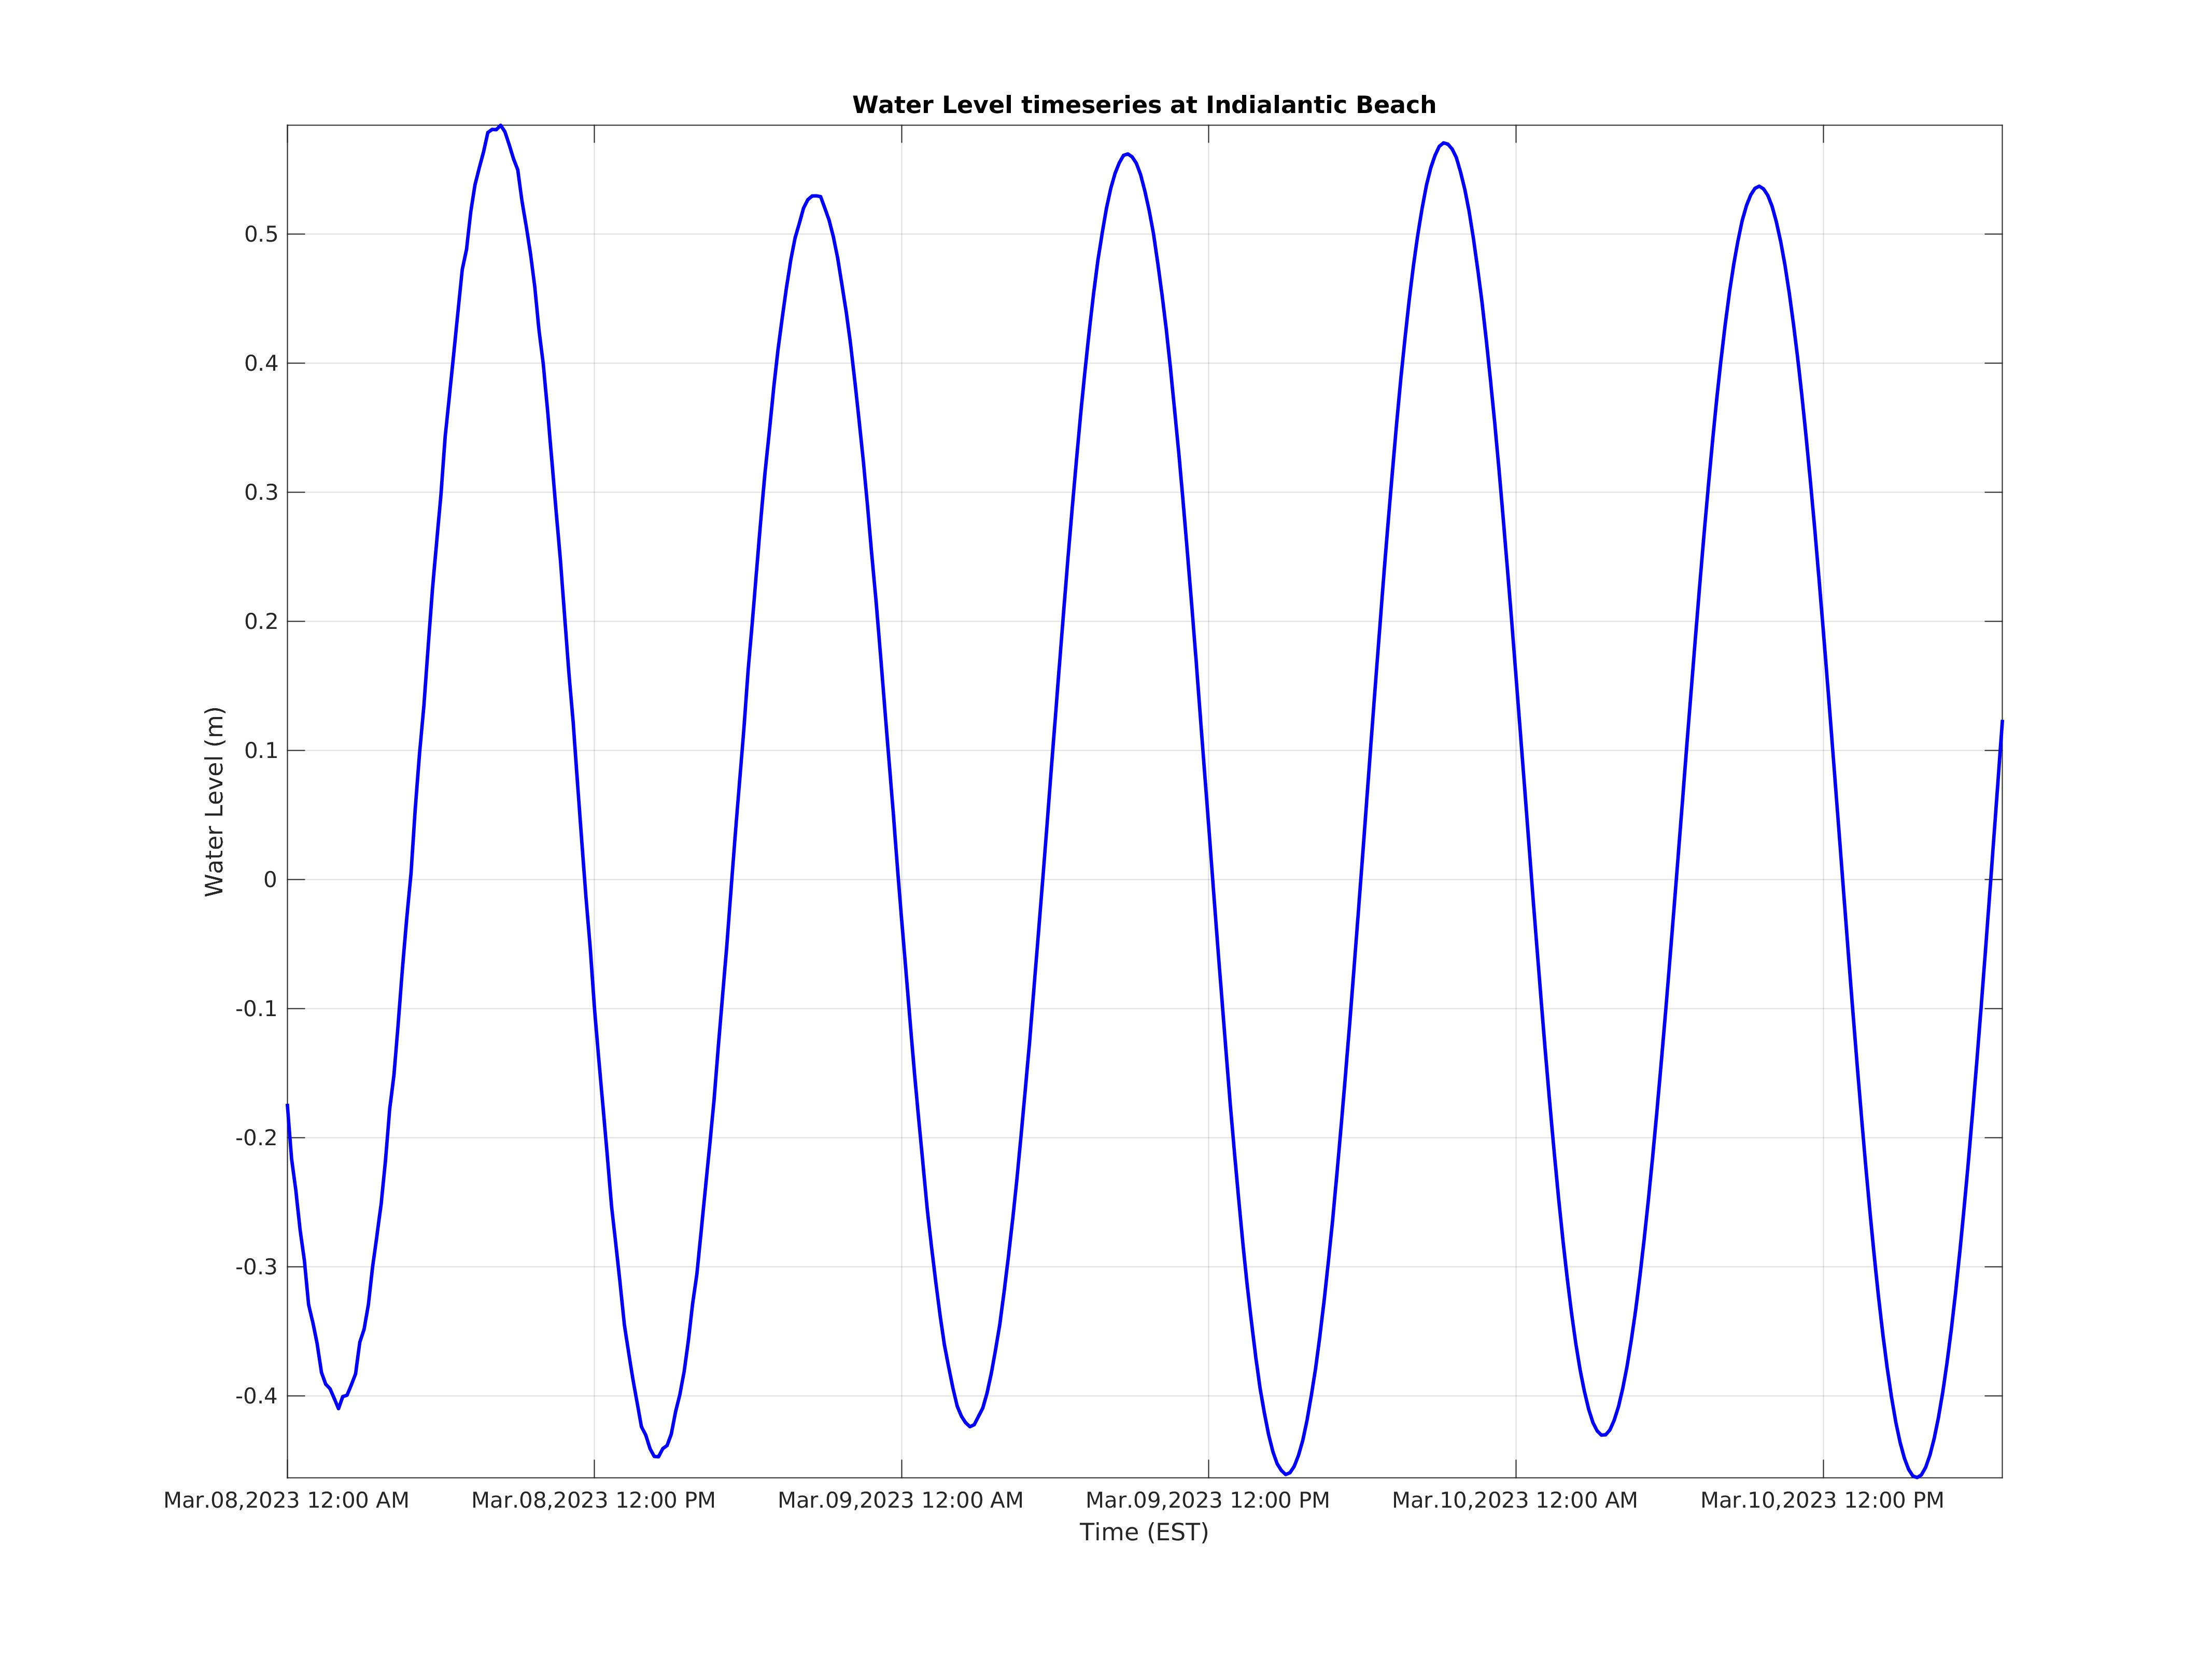 Water Level timeseries at Indialantic Beach
0.5
0.4
0.3
0.2
0.1
0
-0.1
-0.2
-0.3
-0.4
Water Level (m)
Mar.08,2023 12:00 AM Mar.08,2023 12:00 PM Mar.09,2023 12:00 AM Mar.09,2023 12:00 PM Mar.10,2023 12:00 AM Mar.10,2023 12:00 PM
Time (EST)